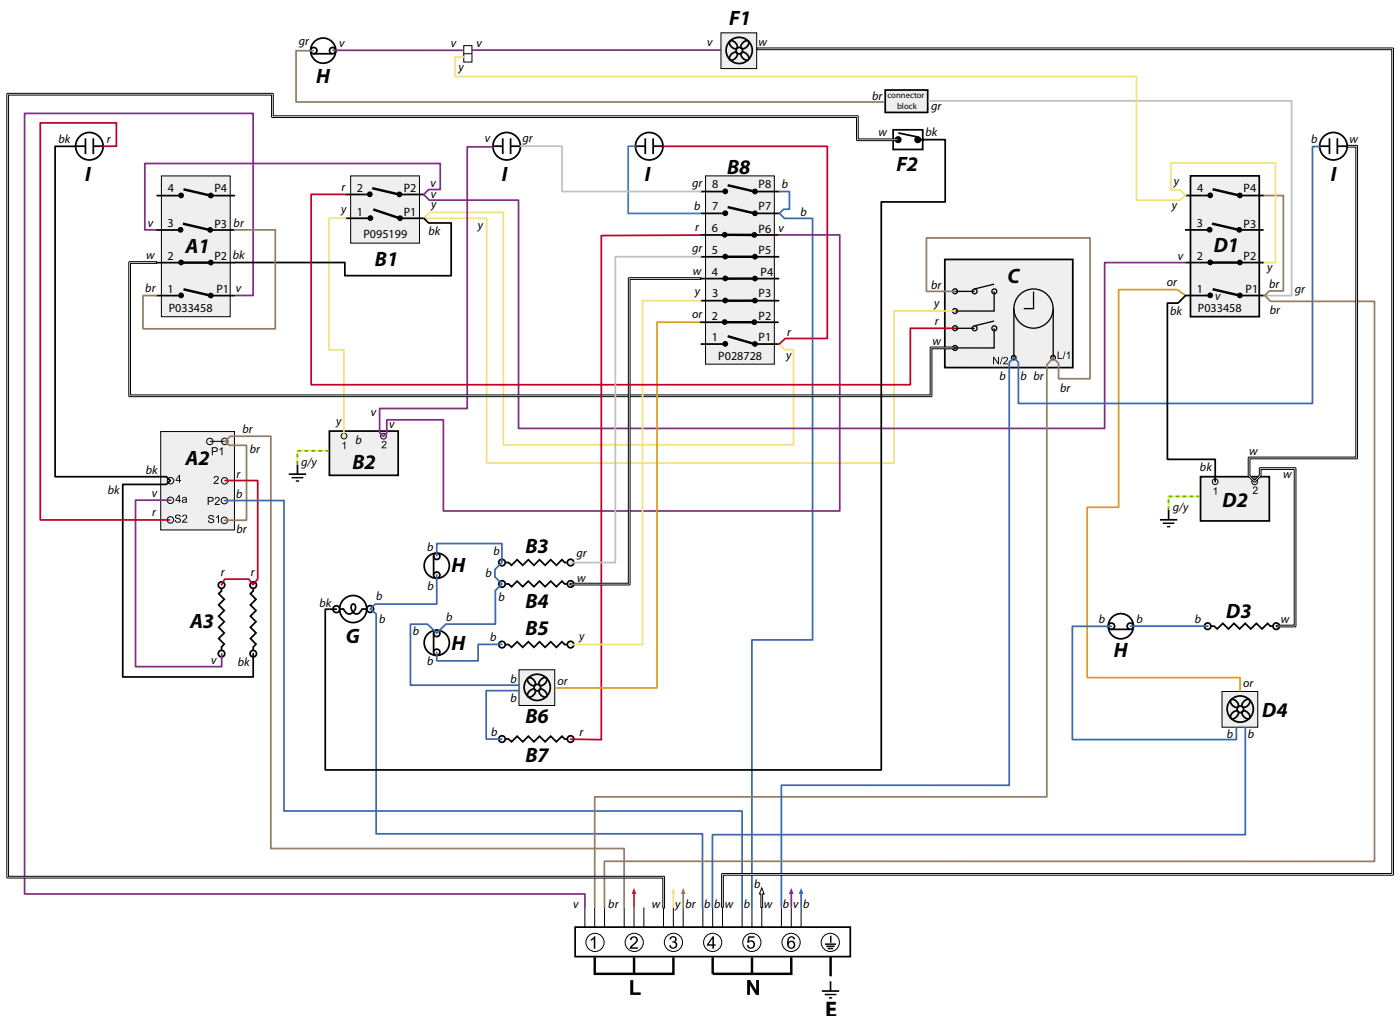 F1
gr v v v v w
H
y
br connector block gr
w bk
F2
bk r
I
v gr
I
I
b w
I
B8
4 P4
v 3 P3 br
A1
w 2 P2 bk
br 1 P1 v
P033458
r 2 P2 v
v
y 1 P1 y
y
bk
P095199
B1
gr 8 P8 b
b 7 P7 b
r 6 P6 v
gr 5 P5
w 4 P4
y 3 P3
or 2 P2
1 P1 r
y
P028728
C
br
y
r
w
N/2 L/1
b b br br
y 4 P4
y
3 P3
D1
v 2 P2 y
or 1 v P1 br gr
bk br
P033458
A2
P1 br
br
bk 4 2 r
bk
v 4a P2 b
r S2 S1 br
y v v
1 b 2
g/y B2
bk w
w
1 2
g/y D2
r r
A3
v bk
b H b
b B3 gr
b
b B4 w
bk G b
b
b b
H
b
b B5 y
b or
b
B6
b B7 r
b b b D3 w
H
or
D4
b b
v br w y br b b w b b w b v b
1 2 3 4 5 6
L N E